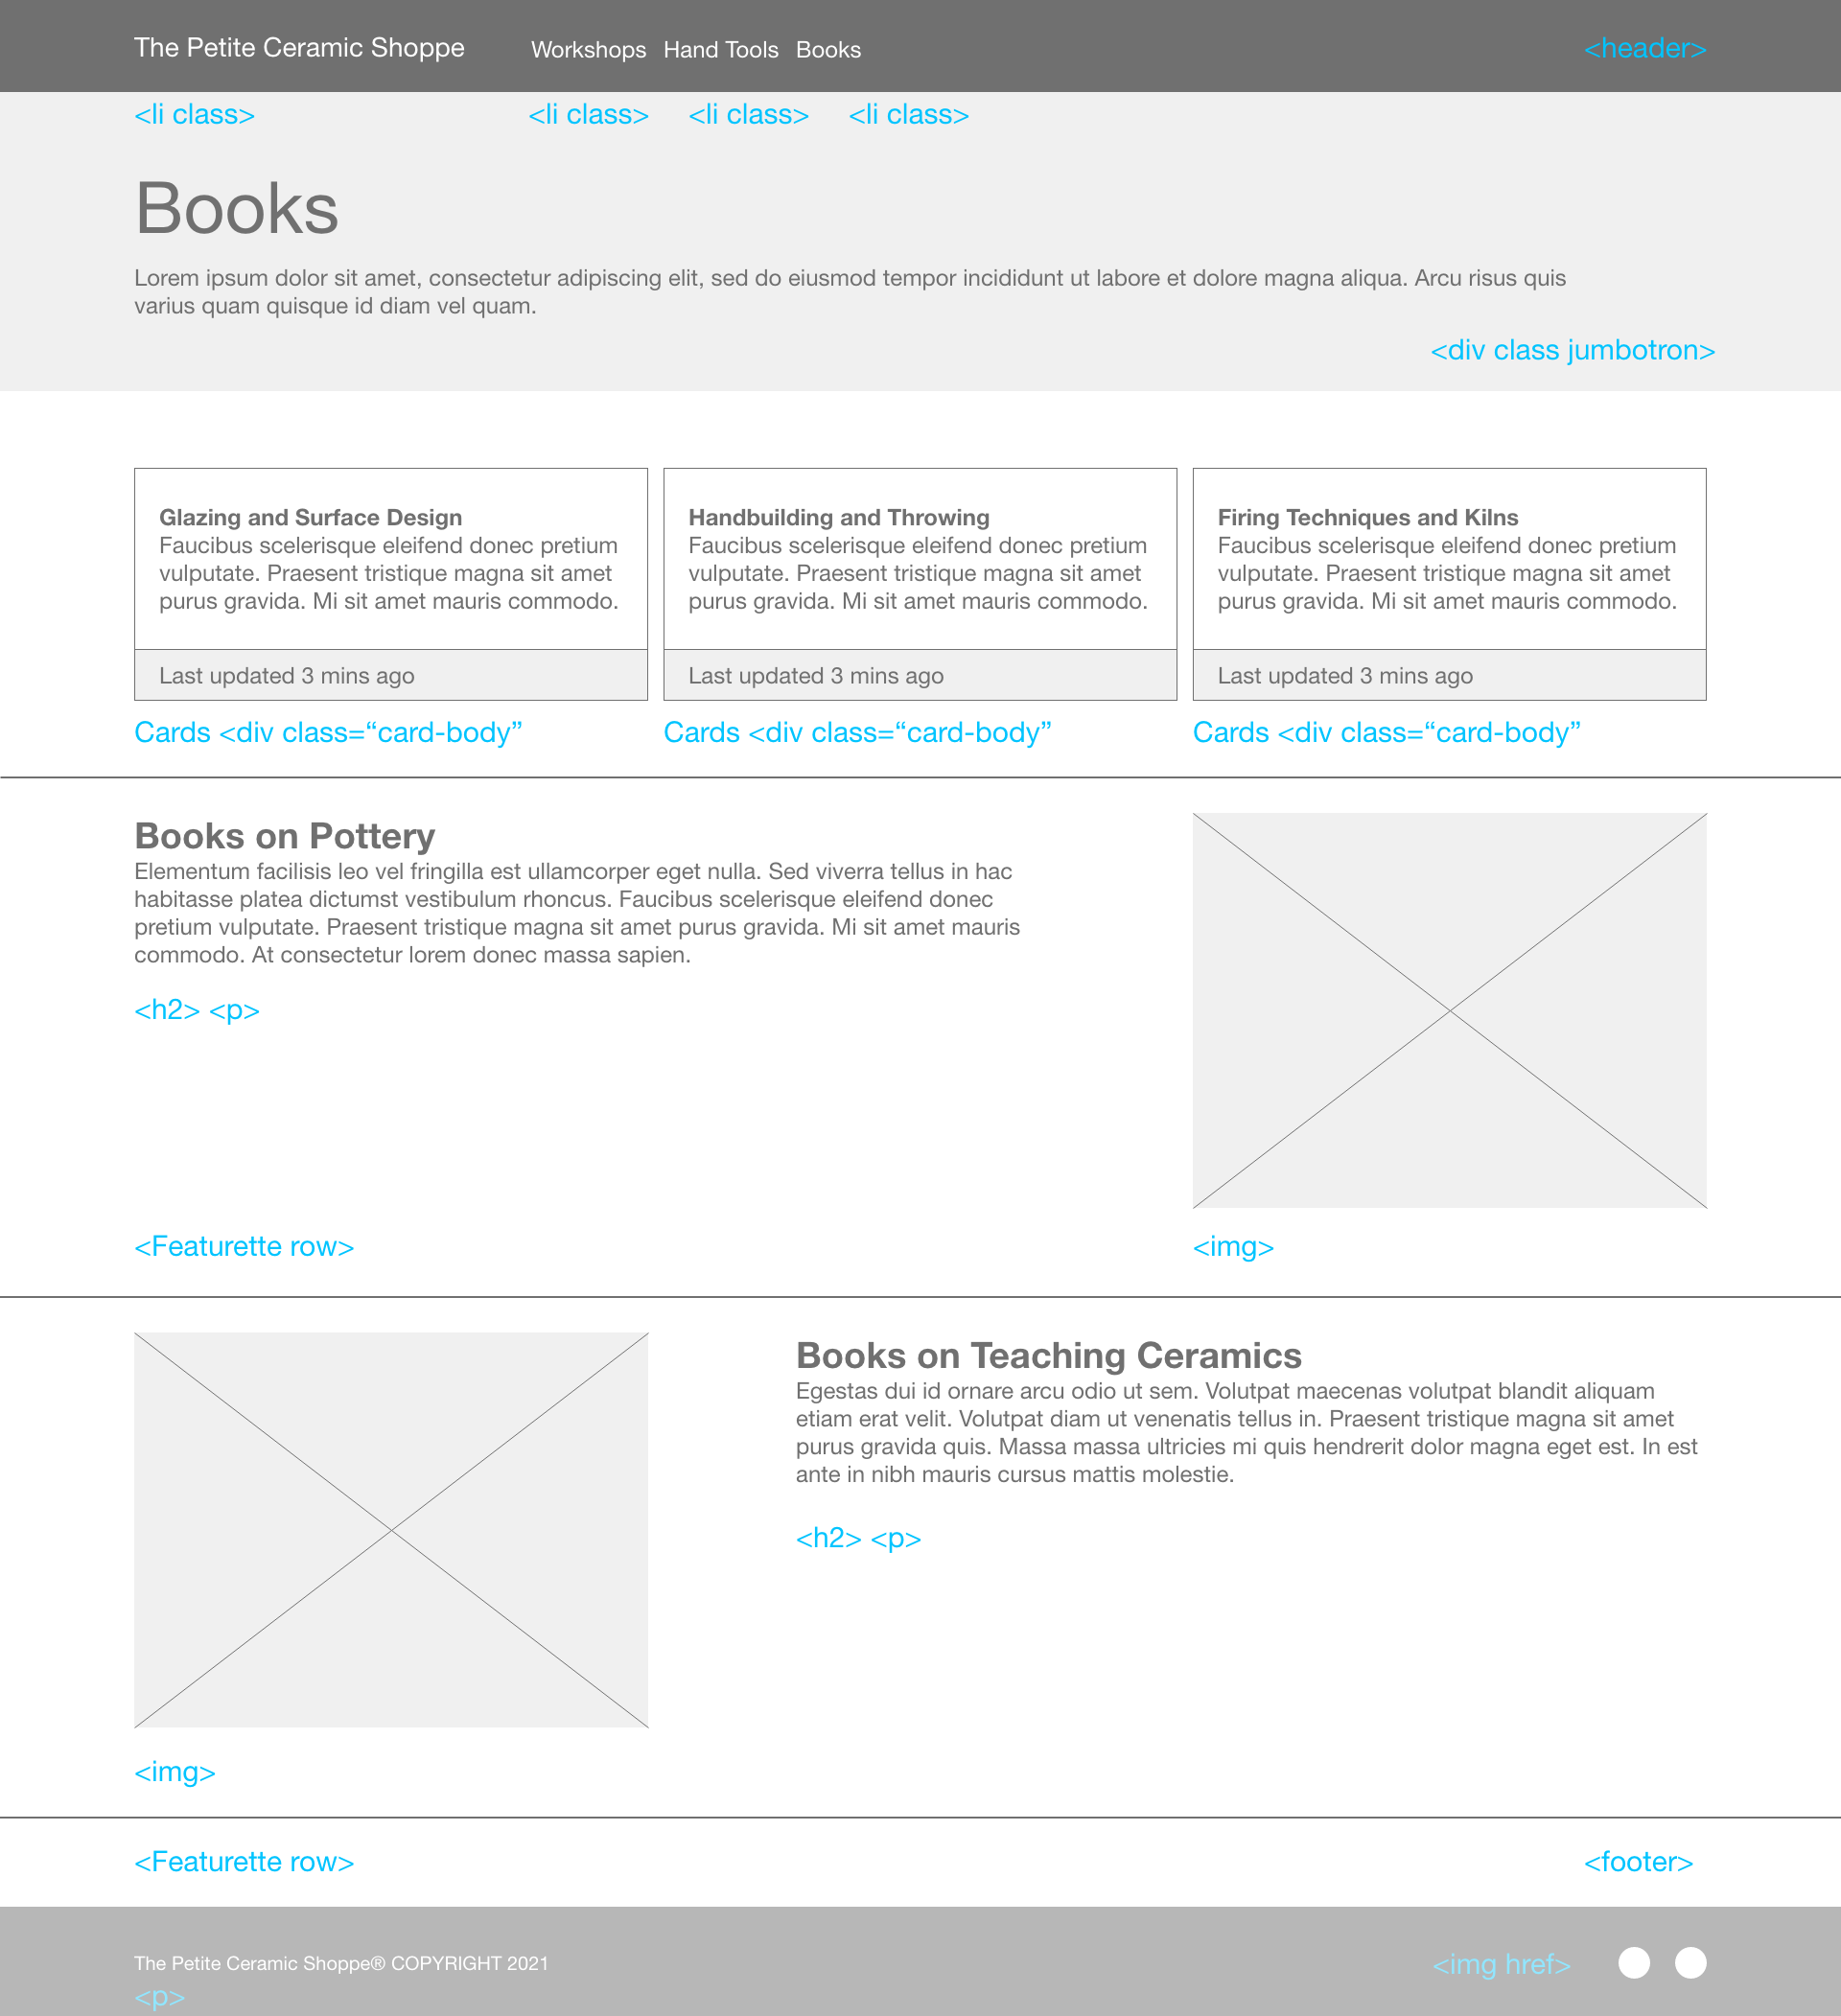 The Petite Ceramic Shoppe Workshops Hand Tools Books <header>
<li class> <li class> <li class> <li class>
Books
Lorem ipsum dolor sit amet, consectetur adipiscing elit, sed do eiusmod tempor incididunt ut labore et dolore magna aliqua. Arcu risus quis
varius quam quisque id diam vel quam.
<div class jumbotron>
Glazing and Surface Design
Faucibus scelerisque eleifend donec pretium
vulputate. Praesent tristique magna sit amet
purus gravida. Mi sit amet mauris commodo.
Last updated 3 mins ago
Cards <div class=“card-body”
Handbuilding and Throwing
Faucibus scelerisque eleifend donec pretium
vulputate. Praesent tristique magna sit amet
purus gravida. Mi sit amet mauris commodo.
Last updated 3 mins ago
Cards <div class=“card-body”
Firing Techniques and Kilns
Faucibus scelerisque eleifend donec pretium
vulputate. Praesent tristique magna sit amet
purus gravida. Mi sit amet mauris commodo.
Last updated 3 mins ago
Cards <div class=“card-body”
Books on Pottery
Elementum facilisis leo vel fringilla est ullamcorper eget nulla. Sed viverra tellus in hac
habitasse platea dictumst vestibulum rhoncus. Faucibus scelerisque eleifend donec
pretium vulputate. Praesent tristique magna sit amet purus gravida. Mi sit amet mauris
commodo. At consectetur lorem donec massa sapien.
<h2> <p>
<Featurette row> <img>
Books on Teaching Ceramics
Egestas dui id ornare arcu odio ut sem. Volutpat maecenas volutpat blandit aliquam
etiam erat velit. Volutpat diam ut venenatis tellus in. Praesent tristique magna sit amet
purus gravida quis. Massa massa ultricies mi quis hendrerit dolor magna eget est. In est
ante in nibh mauris cursus mattis molestie.
<h2> <p>
<img>
<Featurette row> <footer>
The Petite Ceramic Shoppe® COPYRIGHT 2021 <img href>
<p>